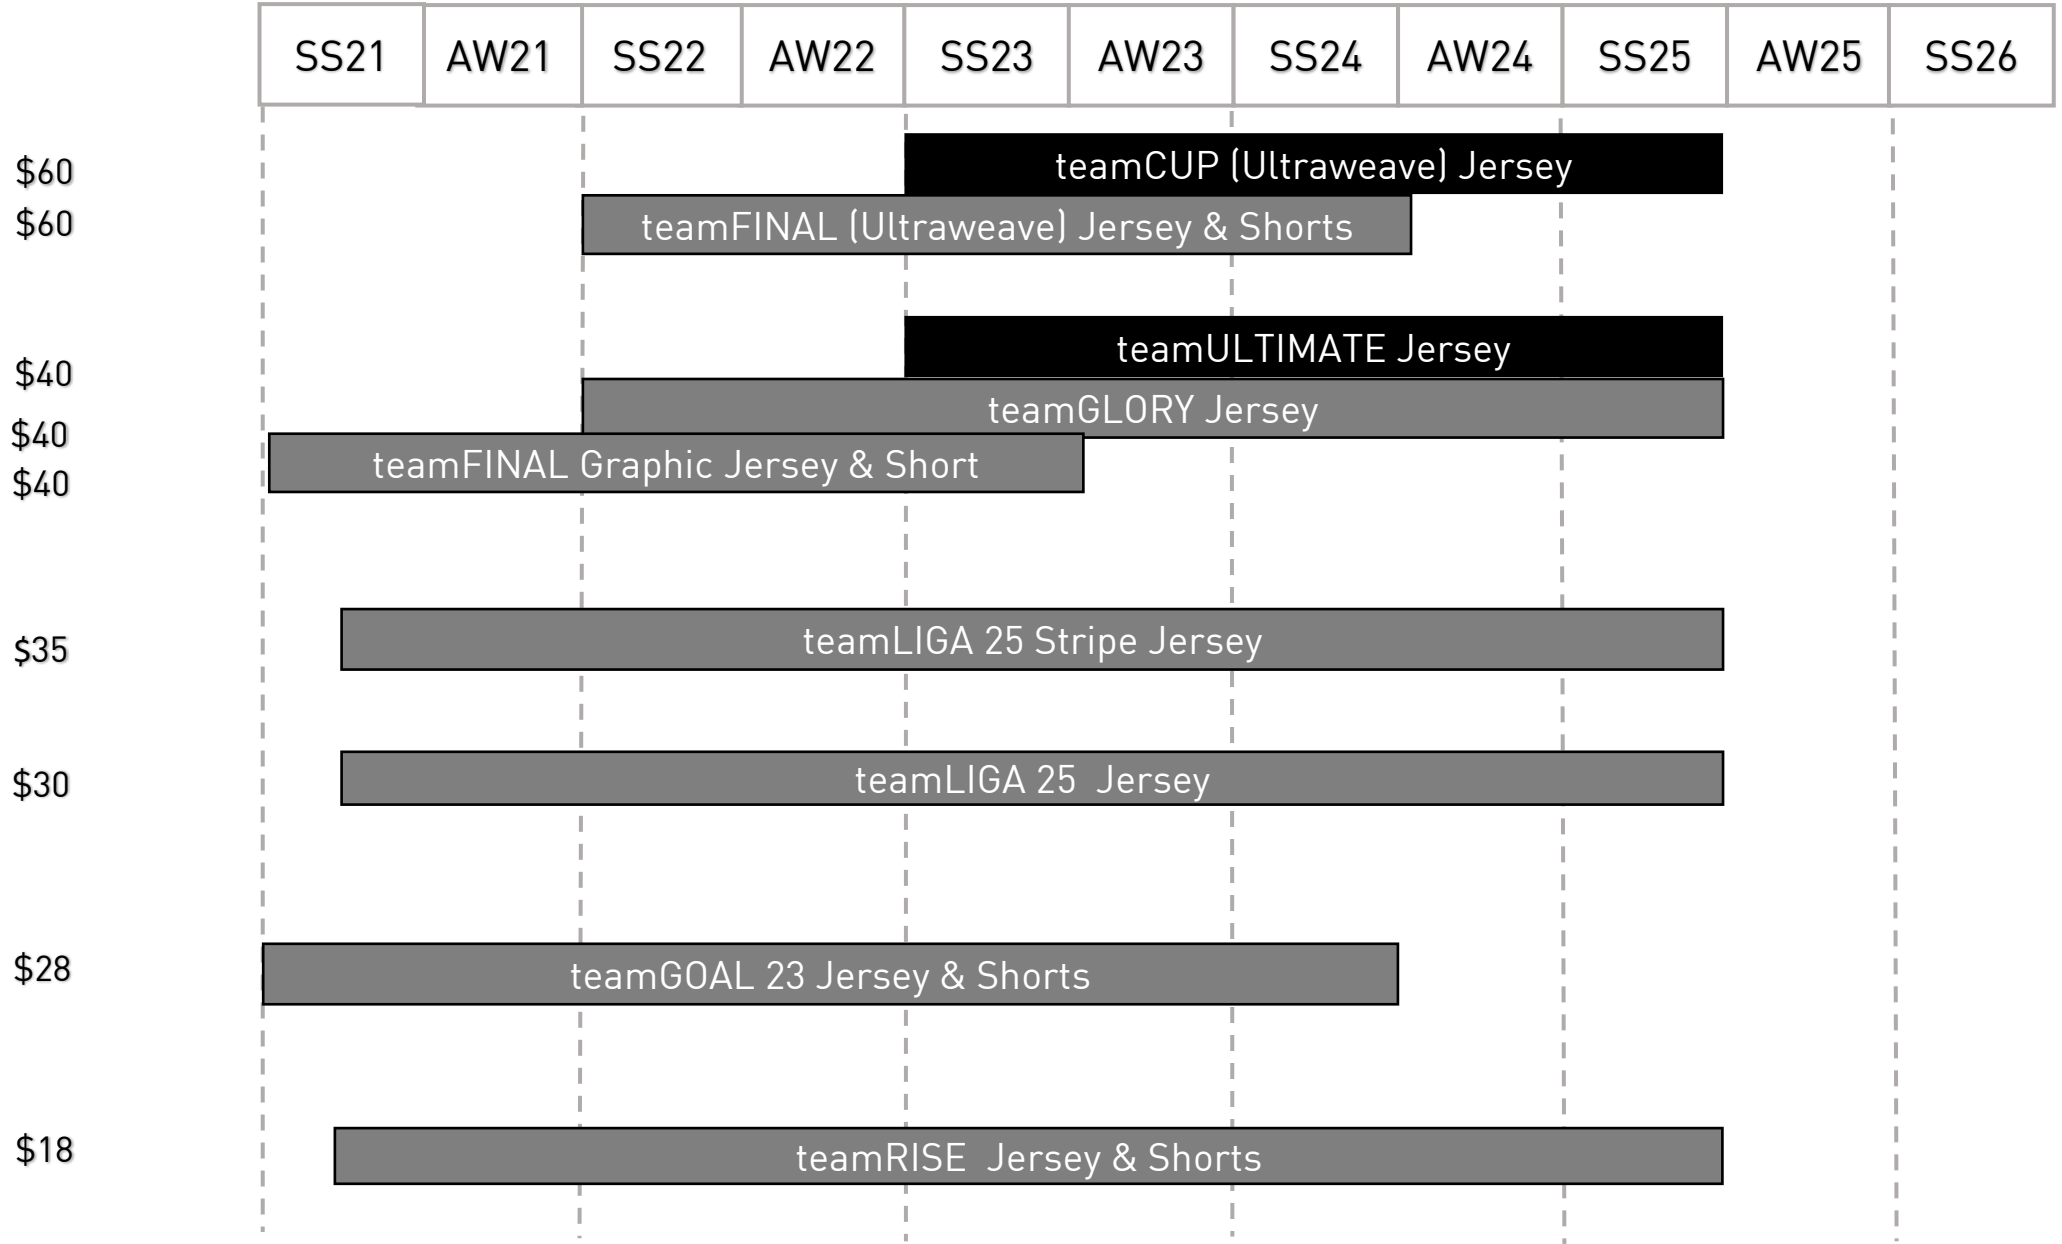 SS21 AW21 SS22 AW22 SS23 AW23 SS24 AW24 SS25 AW25 SS26
$60 teamCUP (Ultraweave) Jersey
$60 teamFINAL (Ultraweave) Jersey & Shorts
$40 teamULTIMATE Jersey
$40 teamGLORY Jersey
$40 teamFINAL Graphic Jersey & Short
$35 teamLIGA 25 Stripe Jersey
$30 teamLIGA 25 Jersey
$28 teamGOAL 23 Jersey & Shorts
$18 teamRISE Jersey & Shorts